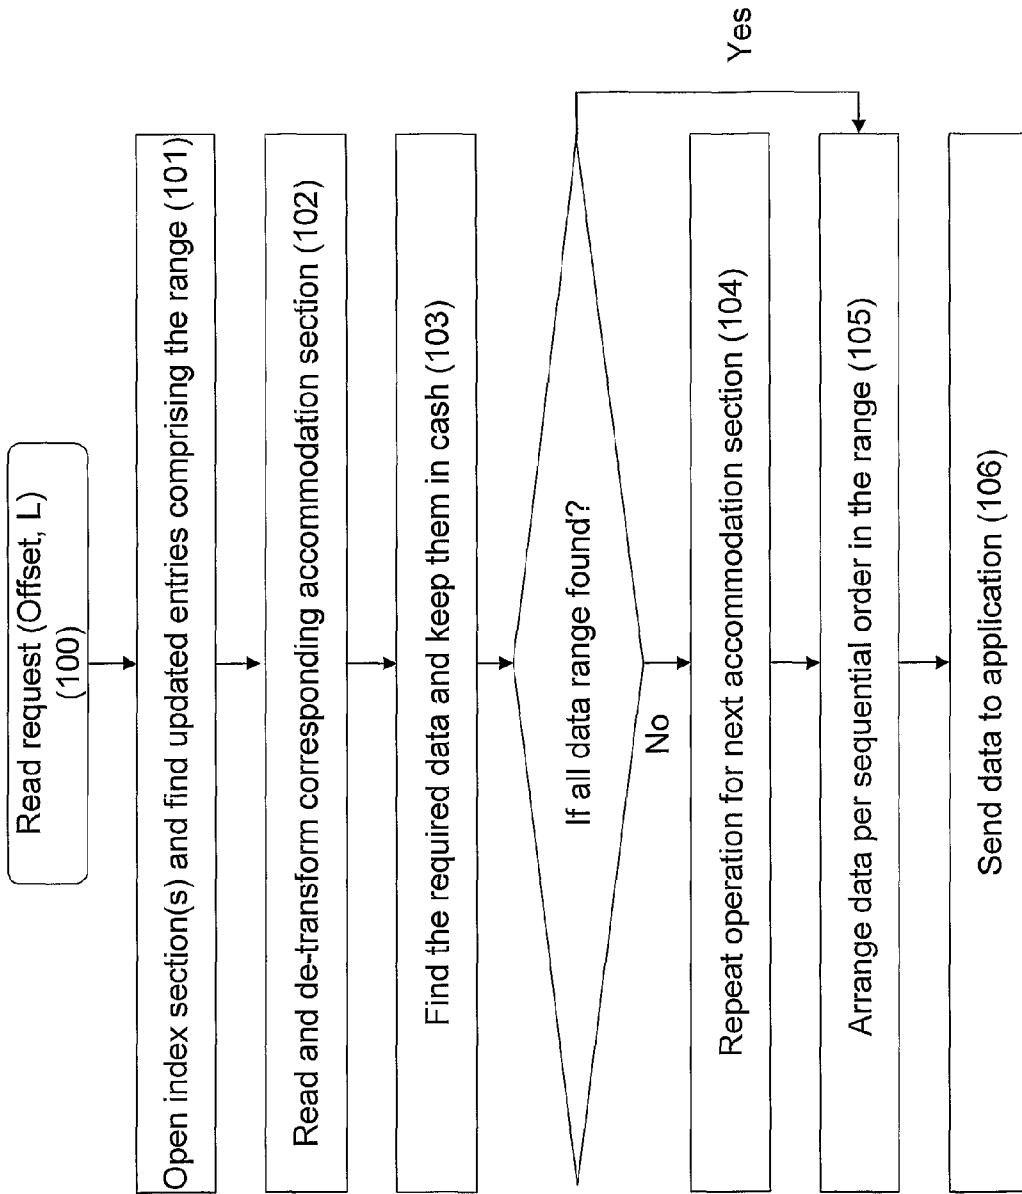 Read request (Offset, L)
(100)
Open index section(s) and find updated entries comprising the range (101)
Read and de-transform corresponding accommodation section (102)
Find the required data and keep them in cash (103)
If all data range found?
Yes
No
Repeat operation for next accommodation section (104)
Arrange data per sequential order in the range (105)
Send data to application (106)